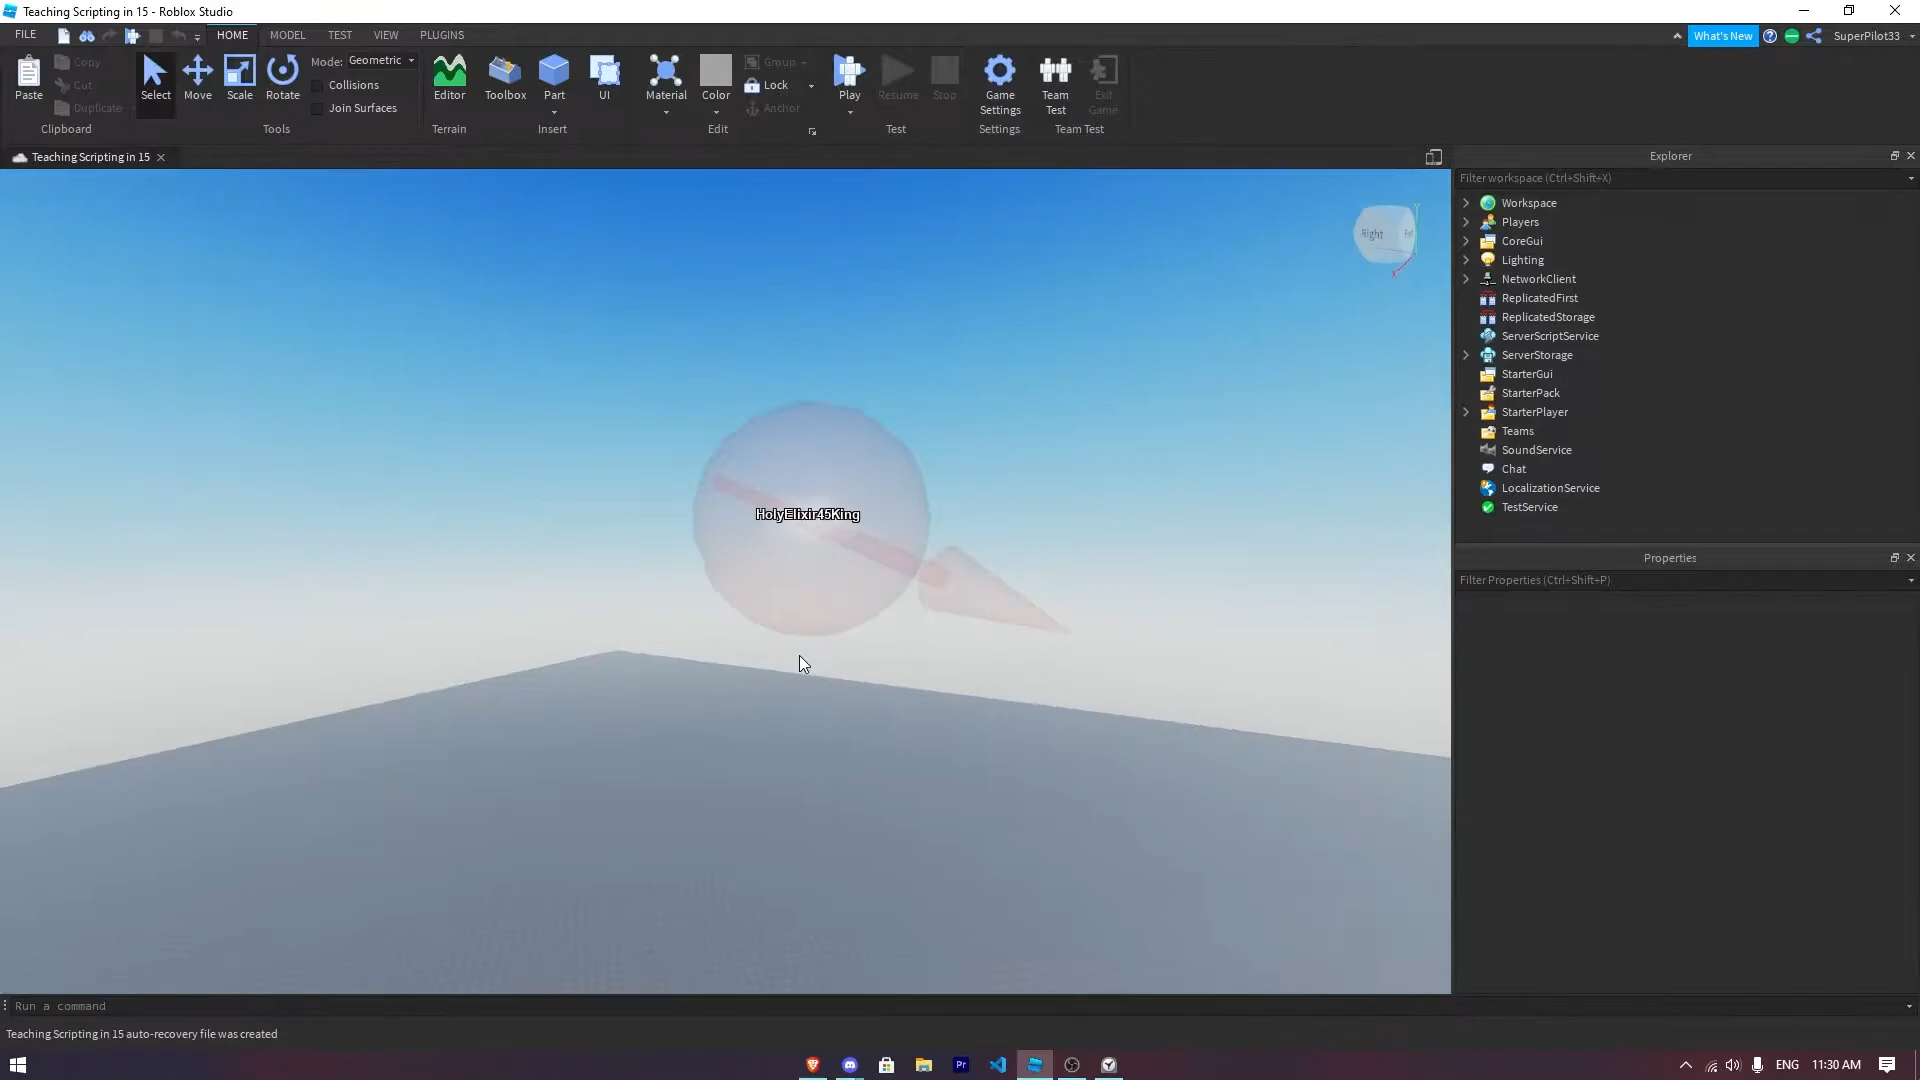 Teaching Scripting in 15 - Roblox Studio
FILE
HOME
MODEL
TEST
VIEW
PLUGINS
What's New
SuperPilot33
Paste
Copy
Cut
Duplicate
Clipboard
Select
Move
Scale
Rotate
Mode: Geometric
Collisions
Join Surfaces
Tools
Editor
Terrain
Toolbox
Part
UI
Insert
Material
Color
Group
Lock
Anchor
Edit
Play
Resume
Stop
Test
Game Settings
Settings
Team Test
Exit Game
Team Test
Teaching Scripting in 15
Right
Y
X
HolyElixir45King
Explorer
Filter workspace (Ctrl+Shift+X)
Workspace
Players
CoreGui
Lighting
NetworkClient
ReplicatedFirst
ReplicatedStorage
ServerScriptService
ServerStorage
StarterGui
StarterPack
StarterPlayer
Teams
SoundService
Chat
LocalizationService
TestService
Properties
Filter Properties (Ctrl+Shift+P)
Run a command
Teaching Scripting in 15 auto-recovery file was created
Pr
ENG
11:30 AM